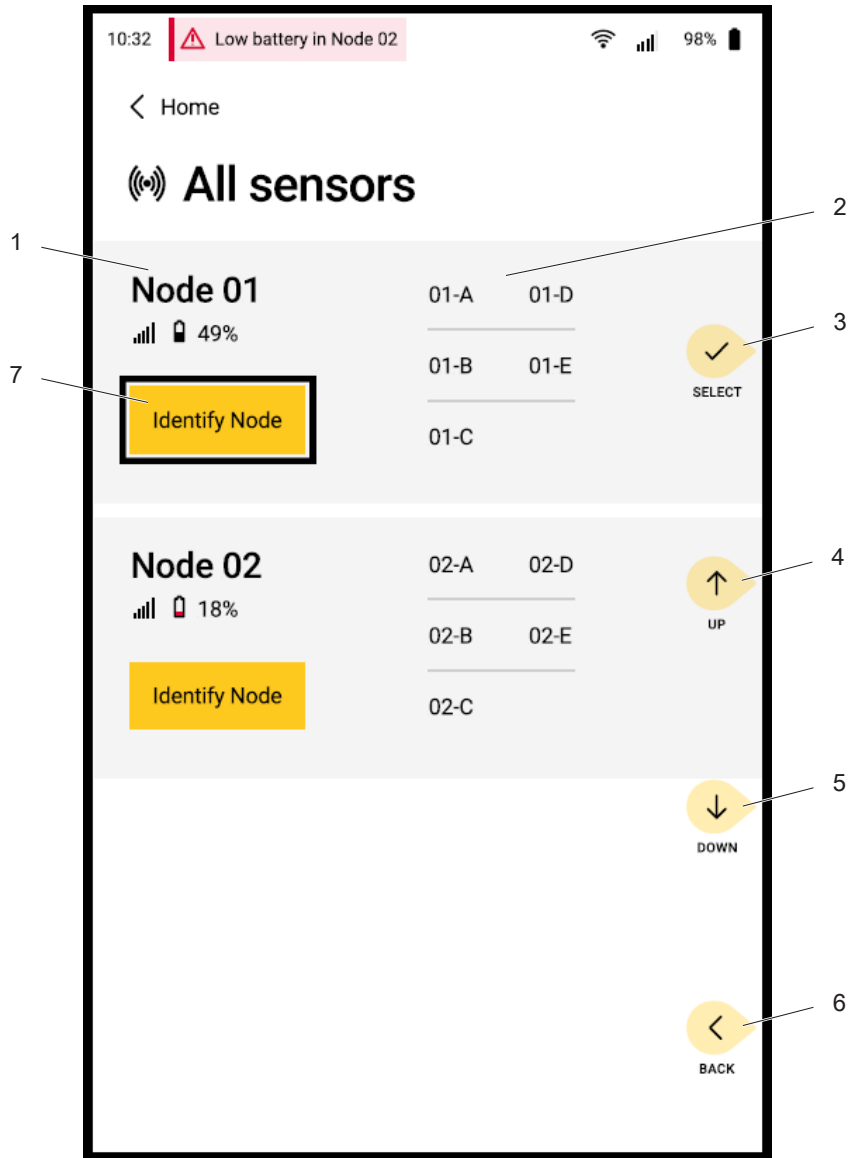 10:32 Low battery in Node 02 98%
Home
All sensors
2
1
Node 01
01-A 01-D
3
49%
01-B 01-E
7
SELECT
Identify Node
01-C
4
Node 02
02-A 02-D
18%
UP
02-B 02-E
Identify Node
02-C
5
DOWN
6
BACK